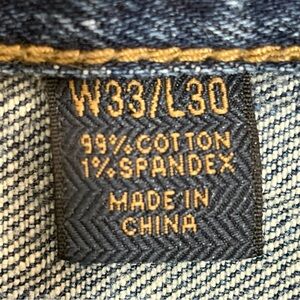 W33/L30
99% COTTON
1% SPANDEX
MADE IN
CHINA